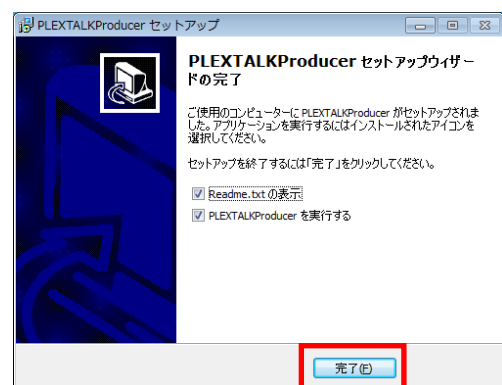 PLEXTALKProducer セットアップ
PLEXTALKProducer セットアップウィザー
ドの完了
ご使用のコンピューターに PLEXTALKProducer がセットアップされま
した。アプリケーションを実行するにはインストールされたアイコンを
選択してください。
セットアップを終了するには「完了」をクリックしてください。
Readme.txt の表示
PLEXTALKProducer を実行する
完了(F)